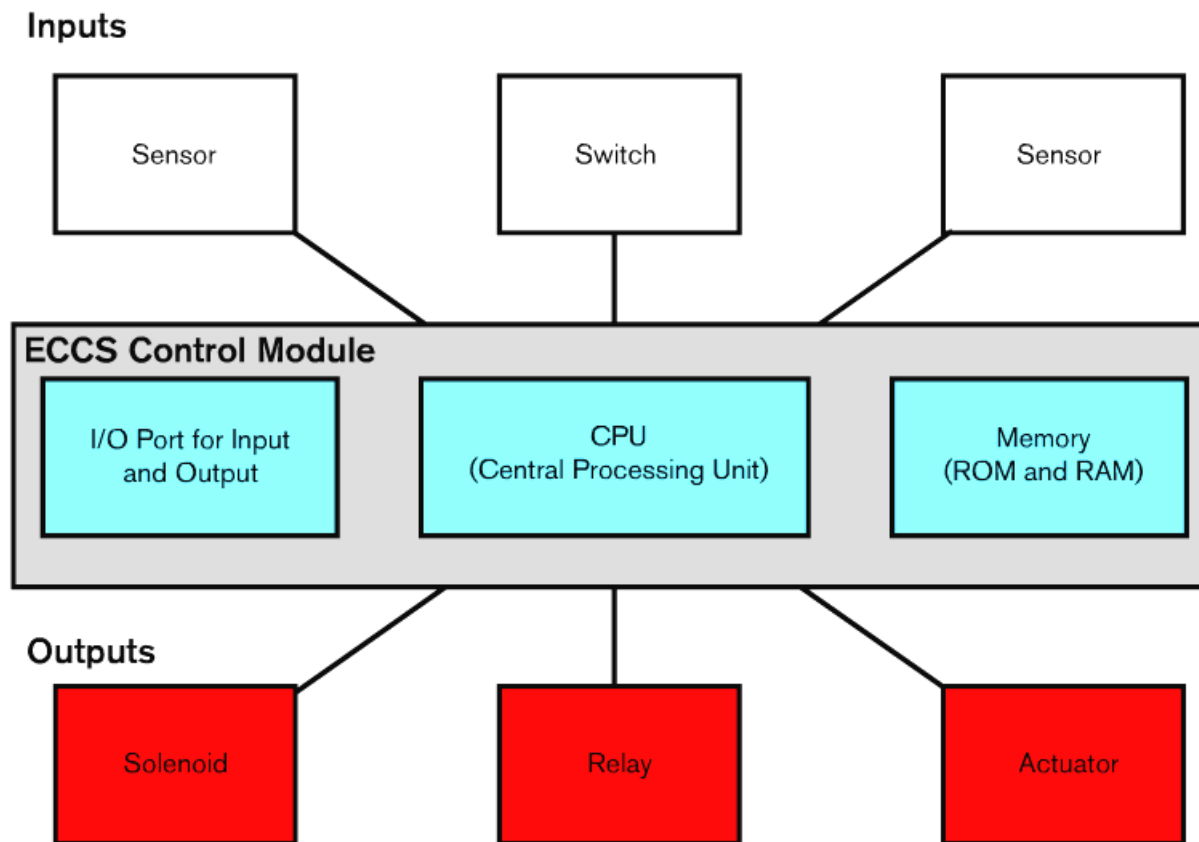 Inputs
Sensor
Switch
Sensor
ECCS Control Module
I/O Port for Input
and Output
CPU
(Central Processing Unit)
Memory
(ROM and RAM)
Outputs
Solenoid
Relay
Actuator